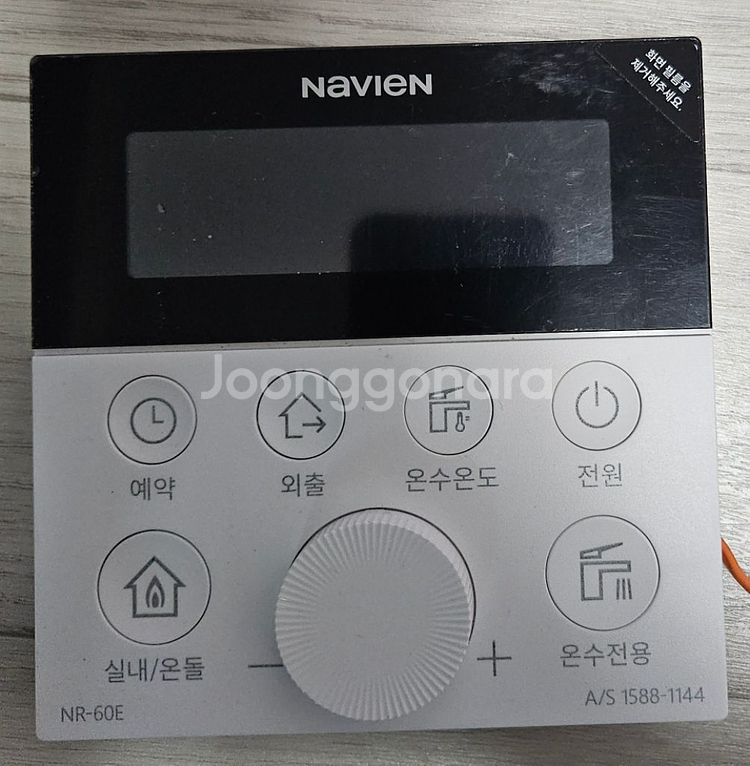 NAVIEN
화면 필름을
제거해주세요.
Joonggonara
예약 외출 온수온도 전원
실내/온돌 − + 온수전용
NR-60E A/S 1588-1144